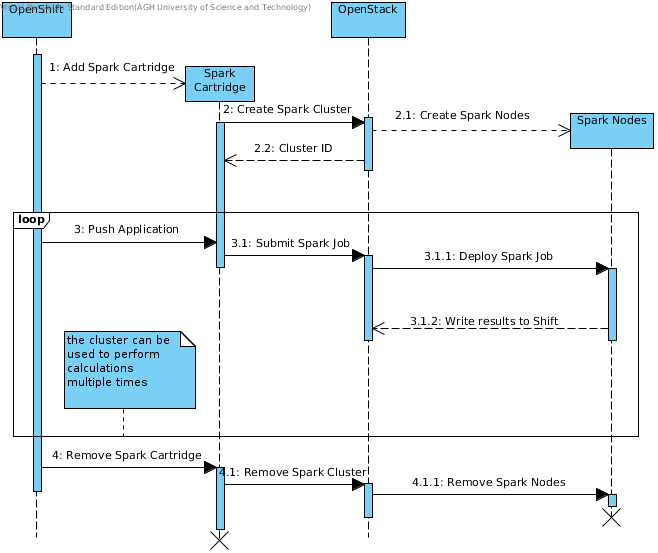 Standard Edition(AGH University of Science and Technology)
OpenShift
OpenStack
1: Add Spark Cartridge
Spark
Cartridge
2: Create Spark Cluster
2.1: Create Spark Nodes
Spark Nodes
2.2: Cluster ID
loop
3: Push Application
3.1: Submit Spark Job
3.1.1: Deploy Spark Job
3.1.2: Write results to Shift
the cluster can be
used to perform
calculations
multiple times
4: Remove Spark Cartridge
4.1: Remove Spark Cluster
4.1.1: Remove Spark Nodes